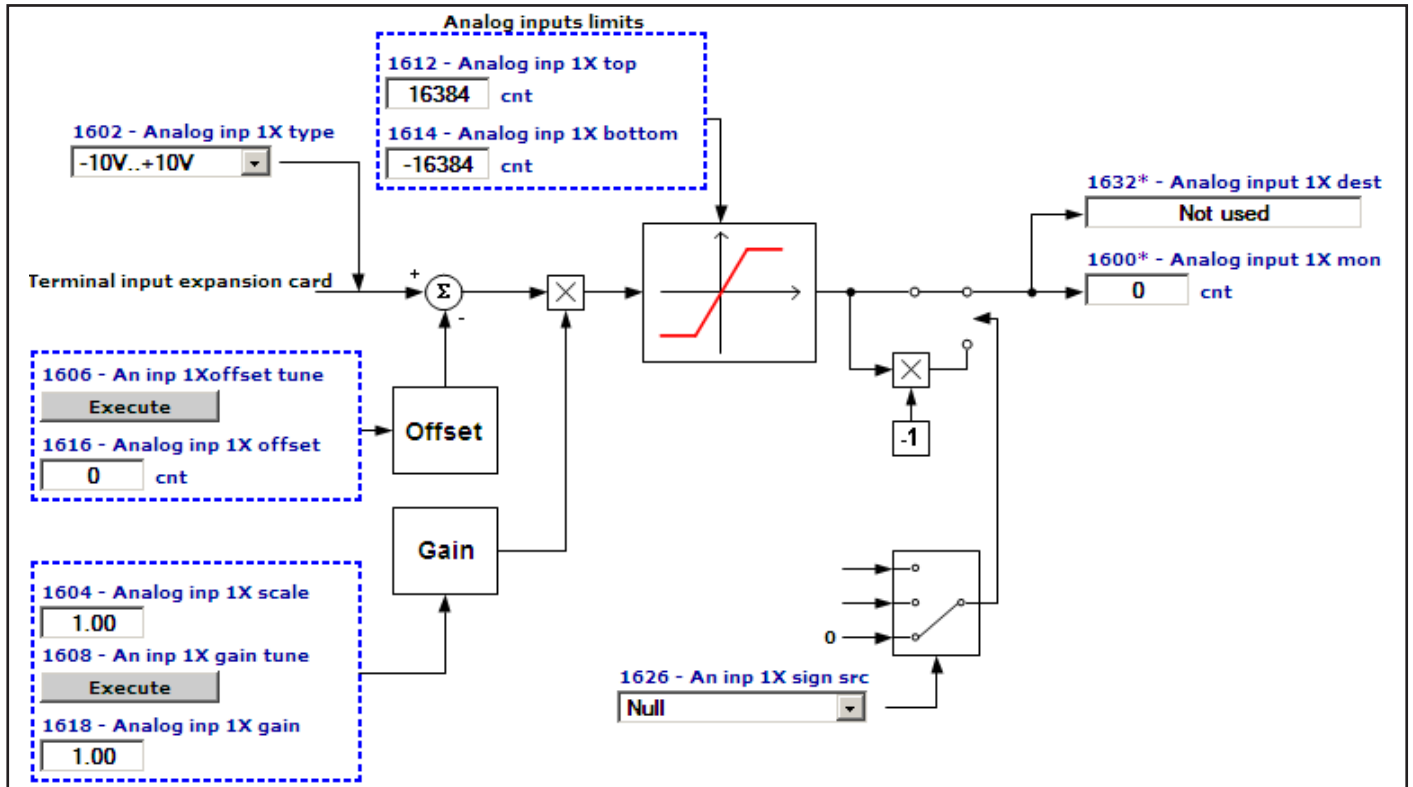 Analog inputs limits
1612 - Analog inp 1X top
16384 cnt
1614 - Analog inp 1X bottom
-16384 cnt
1602 - Analog inp 1X type
-10V..+10V
1632* - Analog input 1X dest
Not used
1600* - Analog input 1X mon
0 cnt
Terminal input expansion card
+
Σ
-
1606 - An inp 1Xoffset tune
Execute
1616 - Analog inp 1X offset
0 cnt
Offset
-1
Gain
1604 - Analog inp 1X scale
1.00
1608 - An inp 1X gain tune
Execute
1618 - Analog inp 1X gain
1.00
0
1626 - An inp 1X sign src
Null